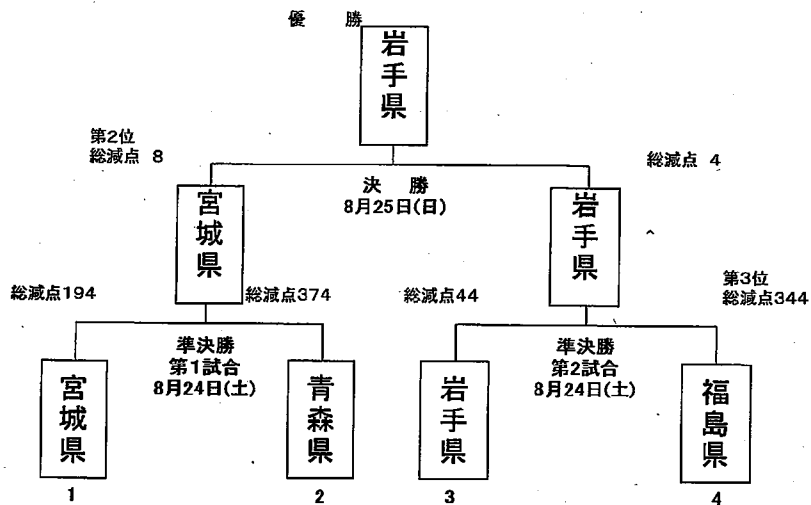 優　勝
岩手県
第2位
総減点 8
総減点 4
決　勝
8月25日(日)
宮城県
岩手県
総減点194
総減点374
総減点44
第3位
総減点344
準決勝
第1試合
8月24日(土)
準決勝
第2試合
8月24日(土)
宮城県
青森県
岩手県
福島県
1
2
3
4